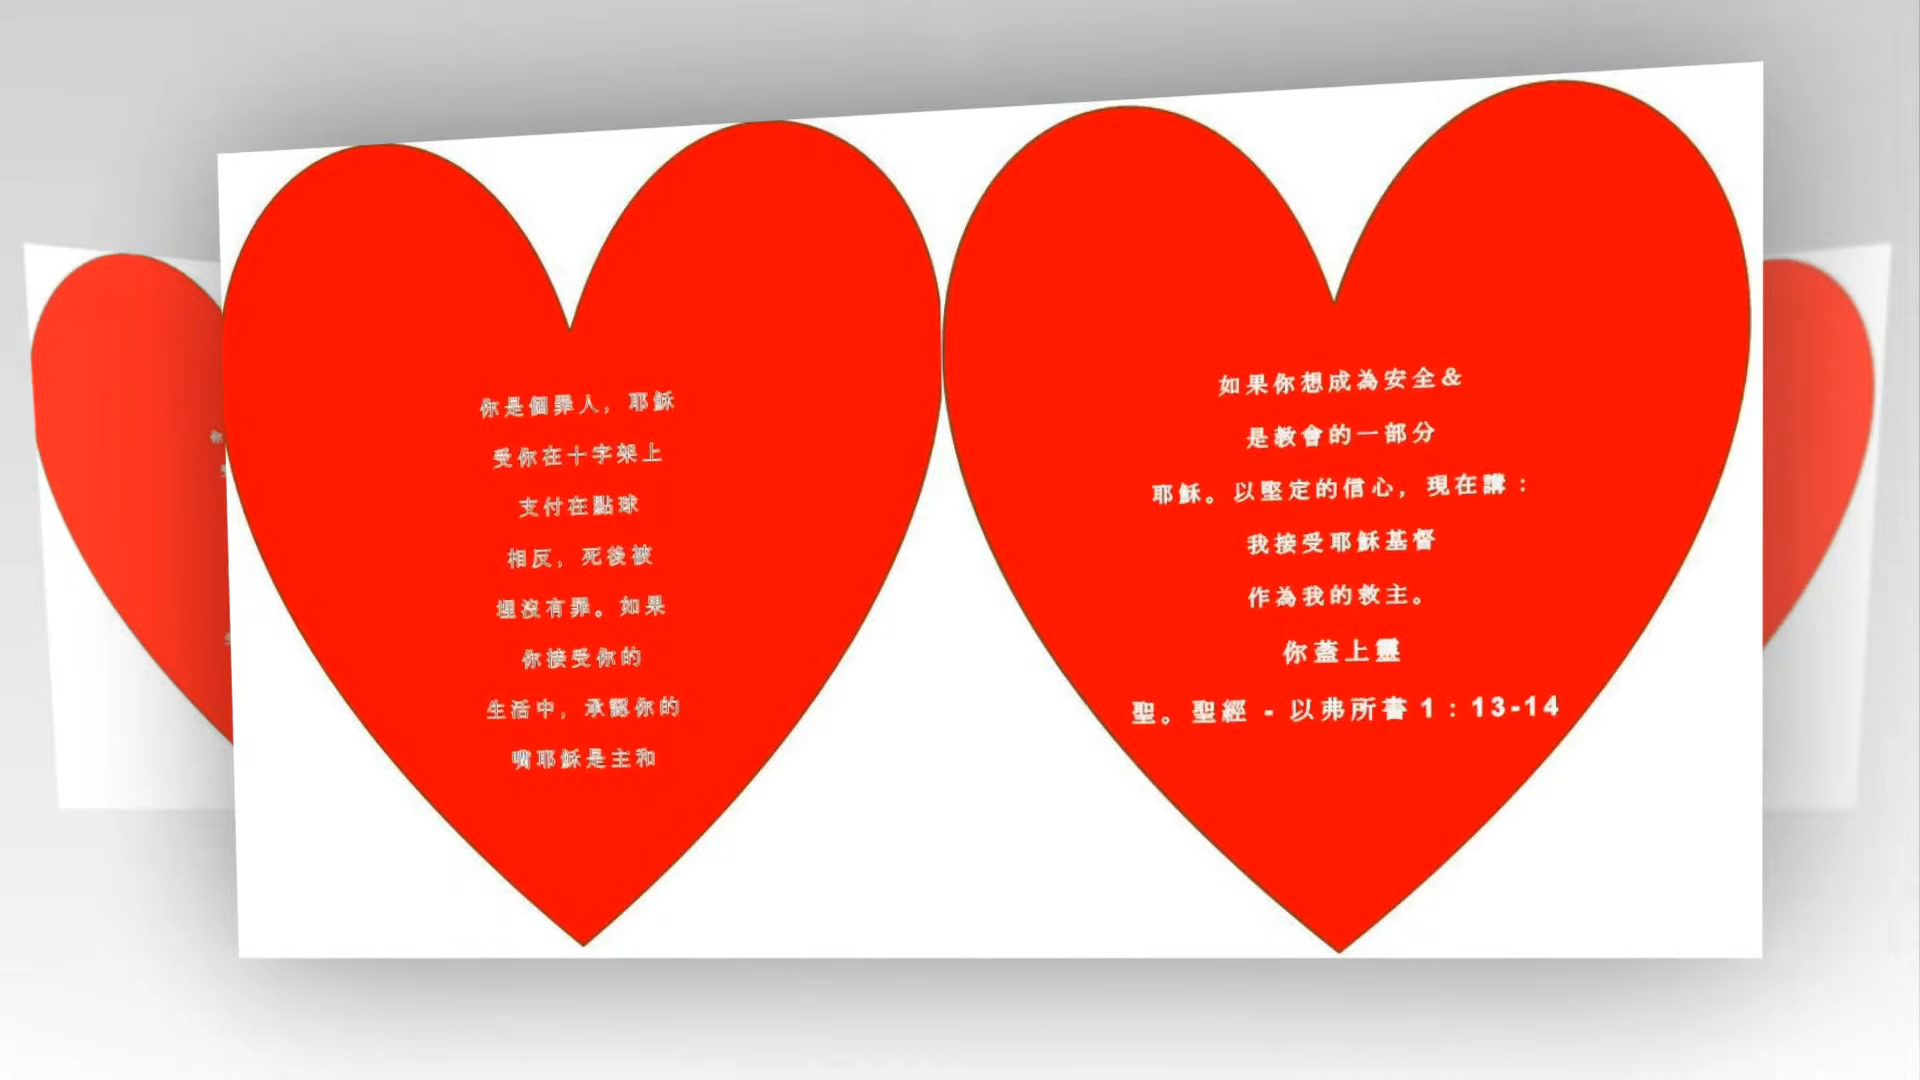 你是個罪人，耶穌
受你在十字架上
支付在點球
相反，死後被
埋沒有罪。如果
你接受你的
生活中，承認你的
嘴耶穌是主和
如果你想成為安全&
是教會的一部分
耶穌。以堅定的信心，現在講：
我接受耶穌基督
作為我的救主。
你蓋上靈
聖。聖經 - 以弗所書 1：13-14